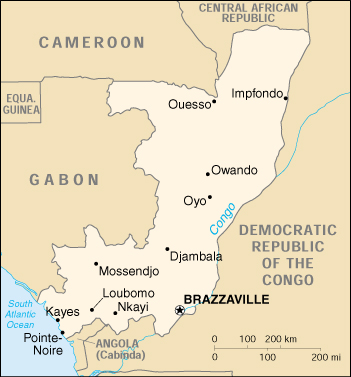 CENTRAL AFRICAN
REPUBLIC
CAMEROON
Impfondo
Ouesso
EQUA.
GUINEA
GABON
Owando
Oyo
Congo
DEMOCRATIC
REPUBLIC
OF THE
CONGO
Djambala
Mossendjo
Loubomo
BRAZZAVILLE
South
Atlantic
Ocean
Kayes
Nkayi
Pointe-
Noire
ANGOLA
(Cabinda)
0 100 200 km
0 100 200 mi